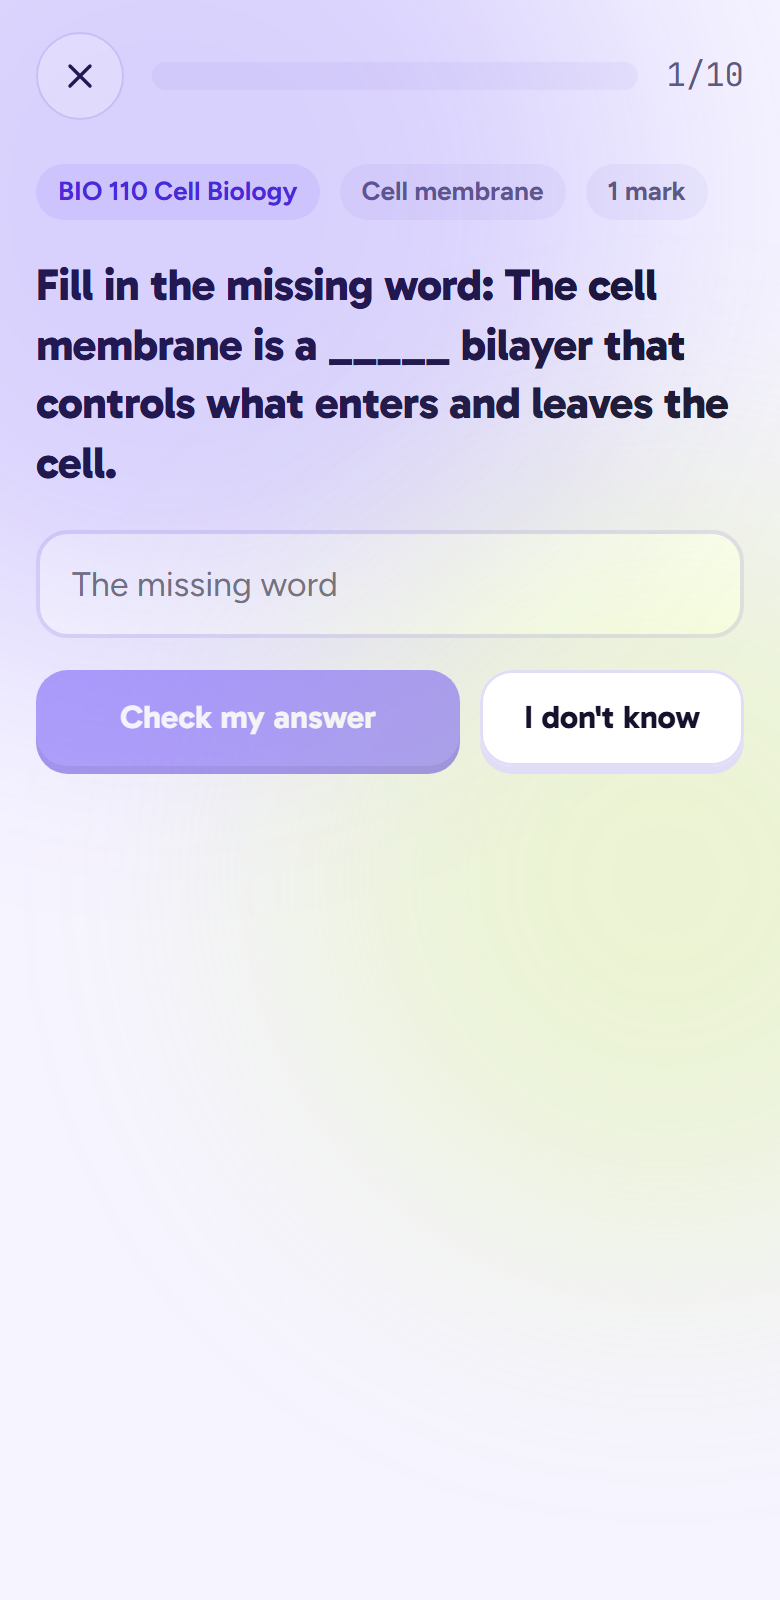 1/10
BIO 110 Cell Biology
Cell membrane
1 mark
Fill in the missing word: The cell
membrane is a _____ bilayer that
controls what enters and leaves the
cell.
The missing word
Check my answer
I don't know